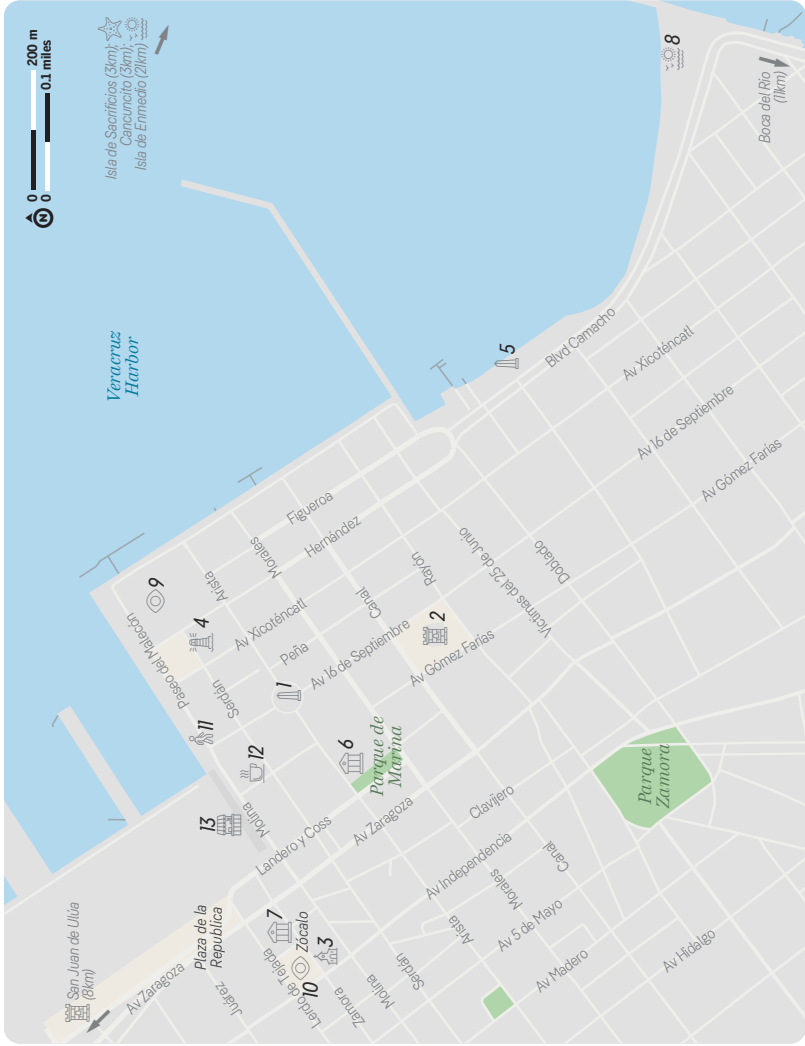 0
200 m
0
0.1 miles
N
Isla de Sacrificios (3km);
Cancuncito (3km);
Isla de Enmedio (21km)
8
Boca del Río
(11km)
Veracruz
Harbor
5
Blvd Camacho
Av Xicoténcatl
Av 16 de Septiembre
Av Gómez Farías
Figueroa
Hernández
Morales
Arista
9
Paseo del Malecón
4
Av Xicoténcatl
Canal
Rayón
Víctimas del 25 de Junio
Doblado
Serdán
Peña
Av 16 de Septiembre
2
Av Gómez Farías
1
11
12
6
Parque de
Marina
13
Molina
Landero y Coss
Av Zaragoza
Clavijero
Parque
Zamora
Av Independencia
Canal
Morales
Arista
Av 5 de Mayo
San Juan de Ulúa
(8km)
Av Zaragoza
Plaza de la
Republica
7
Zócalo
3
10
Lerdo de Tejada
Juárez
Zamora
Molina
Serdán
Av Madero
Av Hidalgo